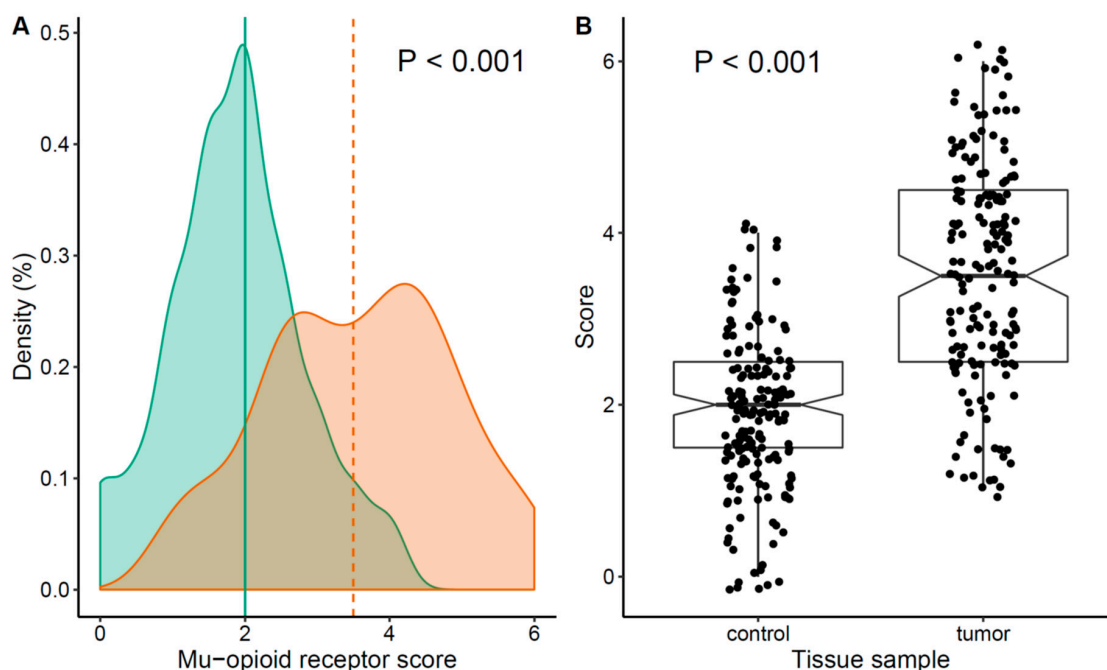 A
P < 0.001
Density (%)
0.5
0.4
0.3
0.2
0.1
0.0
0
2
4
6
Mu−opioid receptor score
B
P < 0.001
Score
6
4
2
0
control
tumor
Tissue sample